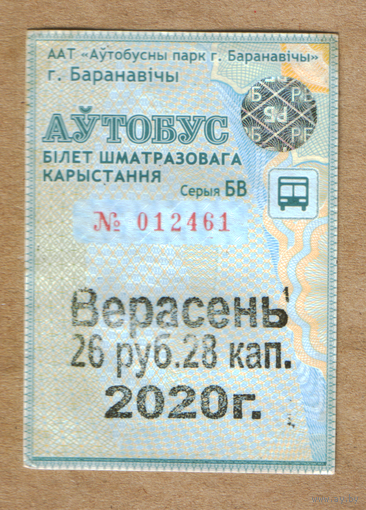 ААТ «Аўтобусны парк г. Баранавічы»
г. Баранавічы
АЎТОБУС
БІЛЕТ ШМАТРАЗОВАГА
КАРЫСТАННЯ
Серыя БВ
№ 012461
Верасень
26 руб.28 кап.
2020г.
РБ